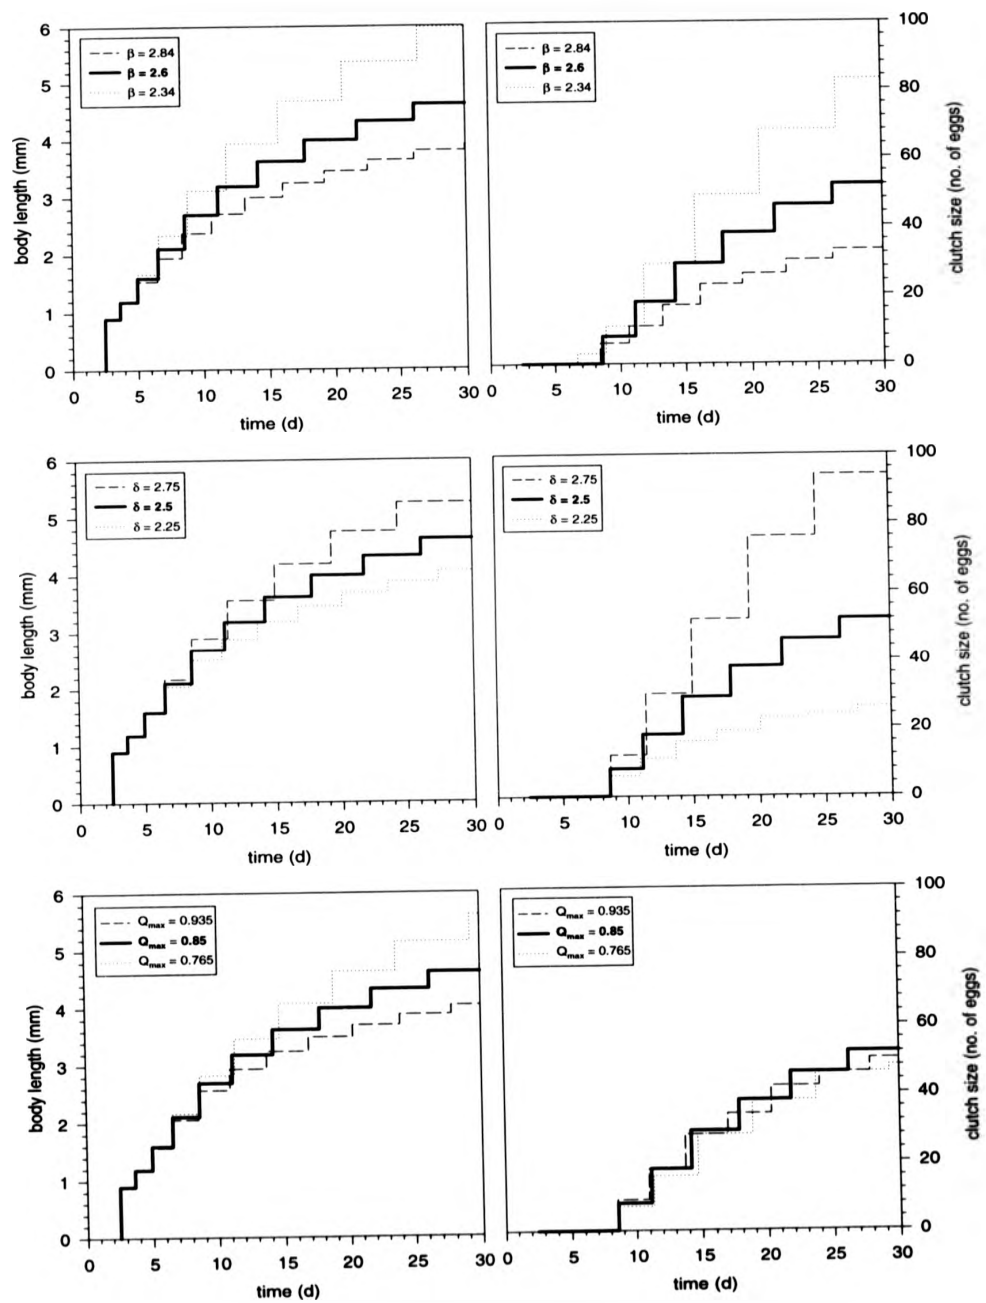 β = 2.84
β = 2.6
β = 2.34
6
5
4
3
2
1
0
body length (mm)
0 5 10 15 20 25 30
time (d)
β = 2.84
β = 2.6
β = 2.34
100
80
60
40
20
0
clutch size (no. of eggs)
0 5 10 15 20 25 30
time (d)
δ = 2.75
δ = 2.5
δ = 2.25
6
5
4
3
2
1
0
body length (mm)
0 5 10 15 20 25 30
time (d)
δ = 2.75
δ = 2.5
δ = 2.25
100
80
60
40
20
0
clutch size (no. of eggs)
0 5 10 15 20 25 30
time (d)
Qmax = 0.935
Qmax = 0.85
Qmax = 0.765
6
5
4
3
2
1
0
body length (mm)
0 5 10 15 20 25 30
time (d)
Qmax = 0.935
Qmax = 0.85
Qmax = 0.765
100
80
60
40
20
0
clutch size (no. of eggs)
0 5 10 15 20 25 30
time (d)